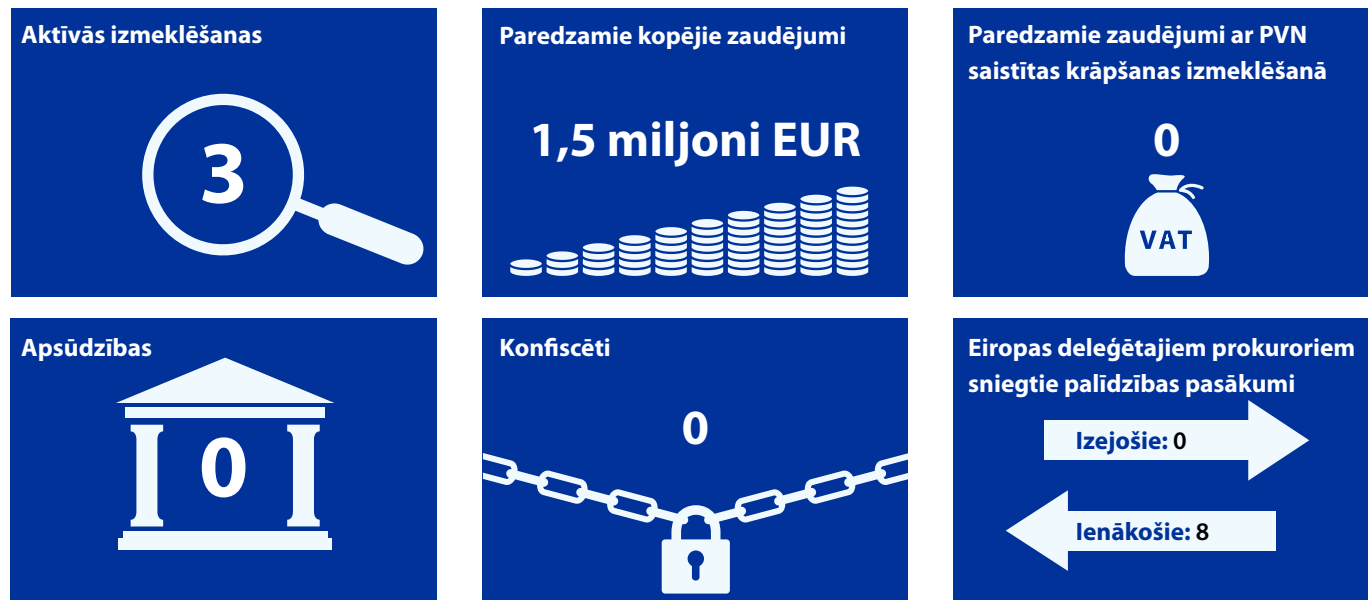 Aktīvās izmeklēšanas
3
Paredzamie kopējie zaudējumi
1,5 miljoni EUR
Paredzamie zaudējumi ar PVN
saistītas krāpšanas izmeklēšanā
0
VAT
Apsūdzības
0
Konfiscēti
0
Eiropas deleģētajiem prokuroriem
sniegtie palīdzības pasākumi
Izejošie: 0
Ienākošie: 8